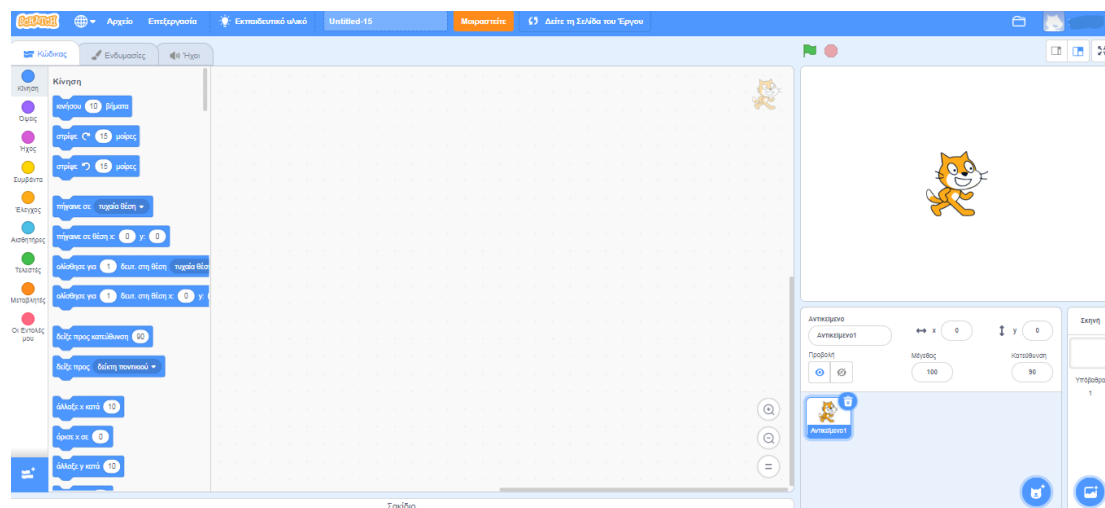 SCRATCH Αρχείο Επεξεργασία Εκπαιδευτικό υλικό Untitled-15 Μοιραστείτε Δείτε τη Σελίδα του Έργου
Κώδικας Ενδυμασίες Ήχοι
Κίνηση
Όψεις
Ήχος
Συμβάντα
Έλεγχος
Αισθητήρες
Τελεστές
Μεταβλητές
Οι Εντολές
μου
Κίνηση
κινήσου 10 βήματα
στρίψε 15 μοίρες
στρίψε 15 μοίρες
πήγαινε σε τυχαία θέση
πήγαινε σε θέση x: 0 y: 0
ολίσθησε για 1 δευτ. στη θέση τυχαία θέσ
ολίσθησε για 1 δευτ. στη θέση x: 0 y:
δείξε προς κατεύθυνση 90
δείξε προς δείκτη ποντικιού
άλλαξε x κατά 10
όρισε x σε 0
άλλαξε y κατά 10
Σακίδιο
Αντικείμενο
Αντικείμενο1 x 0 y 0
Προβολή Μέγεθος Κατεύθυνση
100 90
Αντικείμενο1
Σκηνή
Υπόβαθρα
1